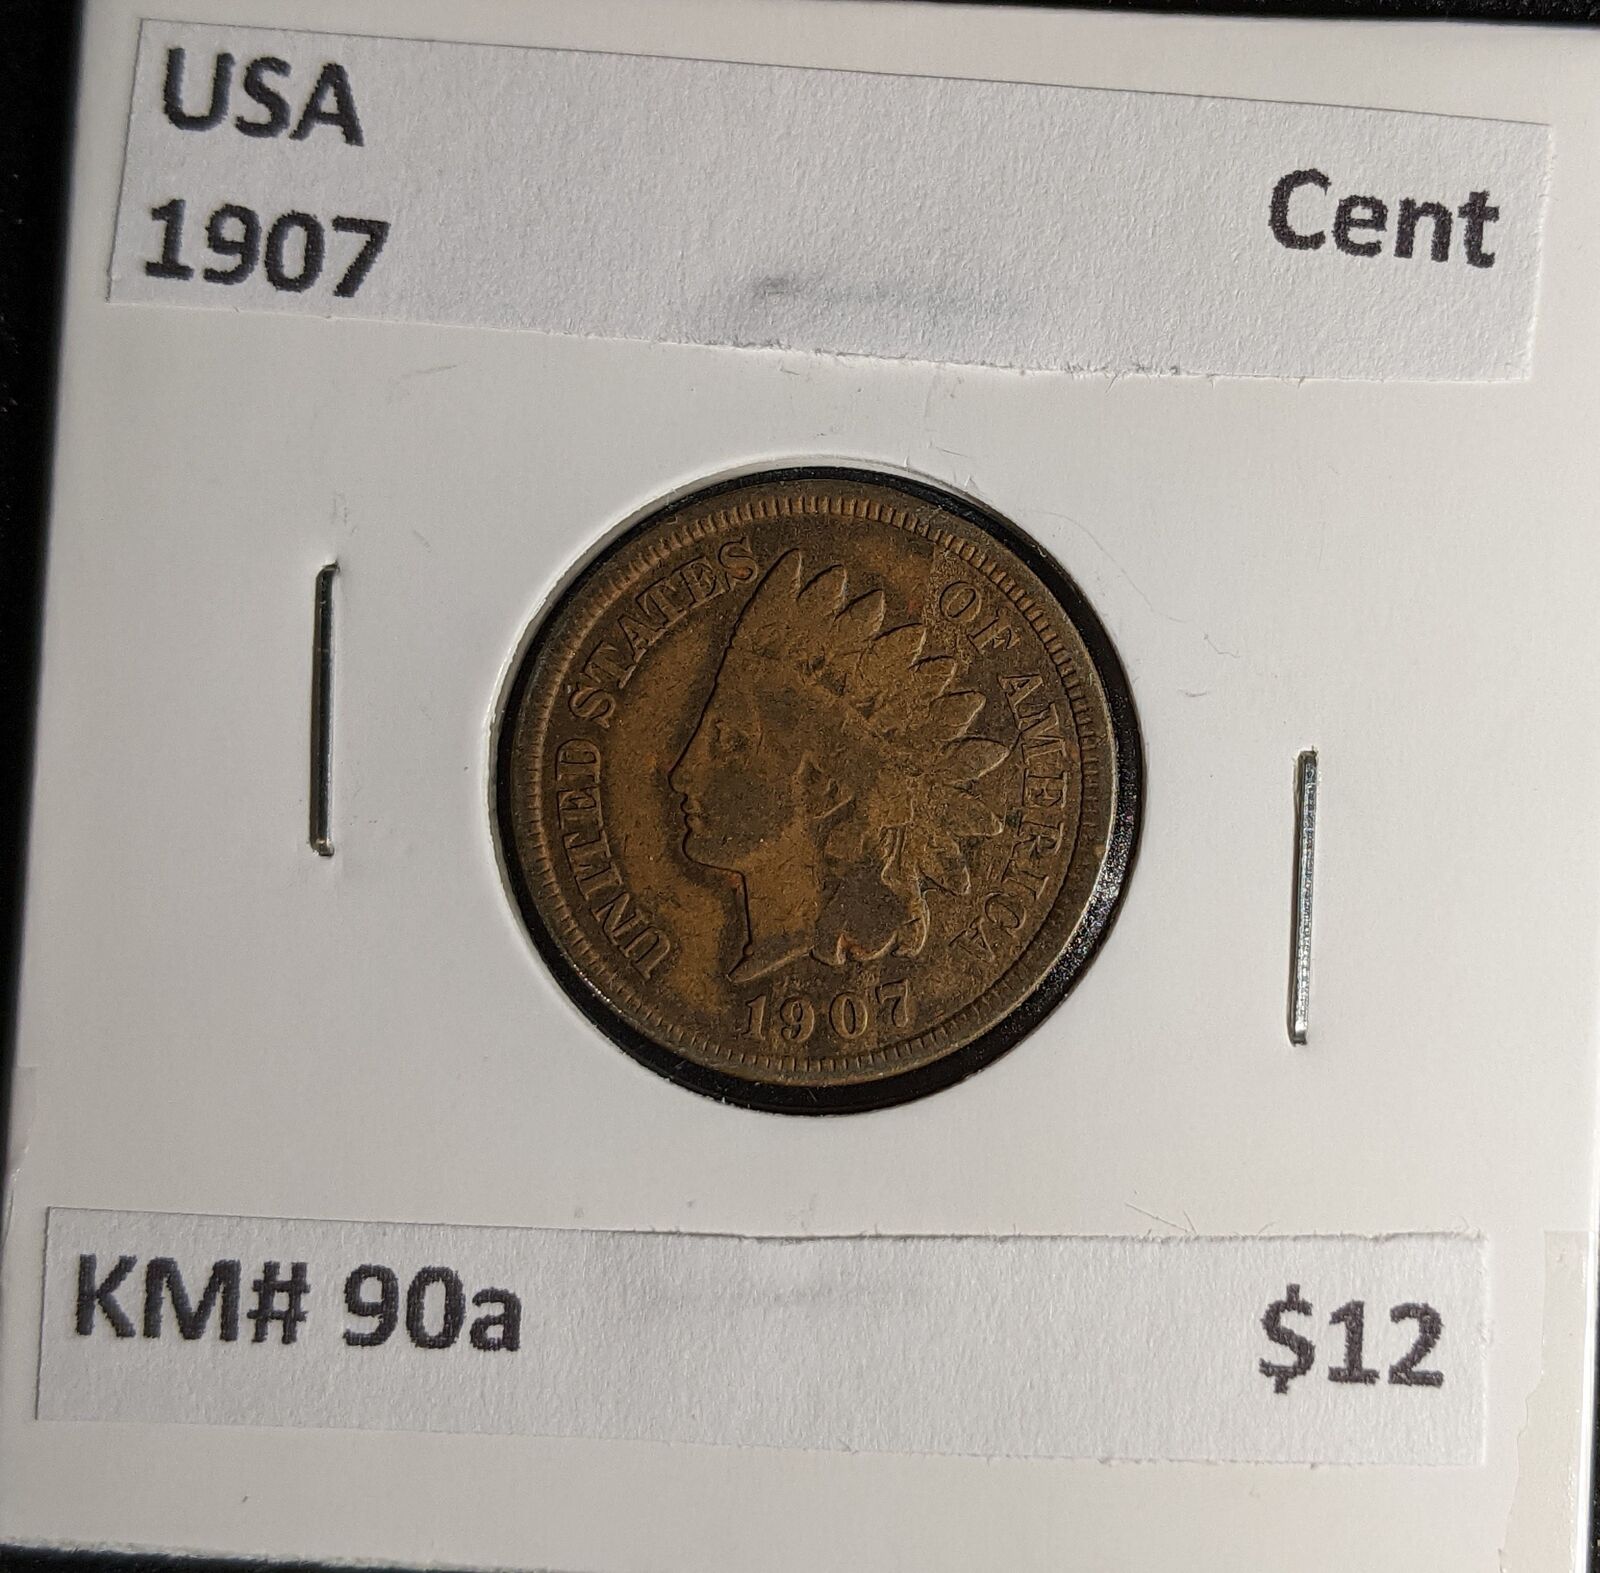 USA
1907
Cent
UNITED STATES OF AMERICA
1907
KM# 90a
$12